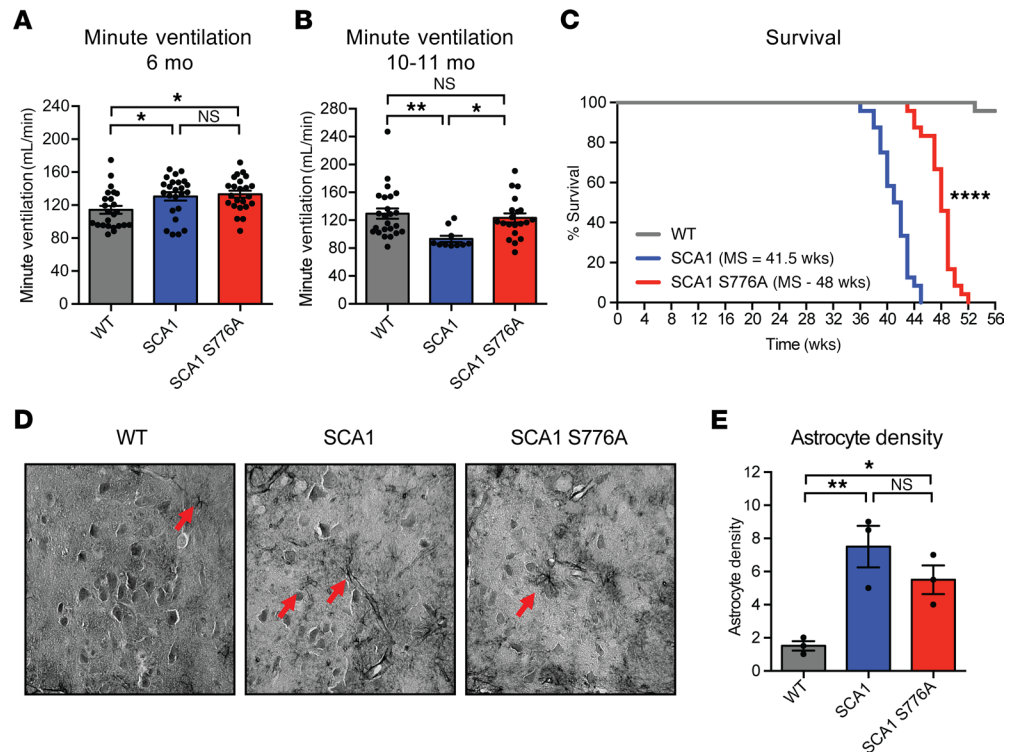 A
Minute ventilation
6 mo
Minute ventilation (mL/min)
240
200
160
120
80
40
0
*
*
NS
WT
SCA1
SCA1 S776A
B
Minute ventilation
10-11 mo
Minute ventilation (mL/min)
280
240
200
160
120
80
40
0
NS
**
*
WT
SCA1
SCA1 S776A
C
Survival
% Survival
100
80
60
40
20
0
****
WT
SCA1 (MS = 41.5 wks)
SCA1 S776A (MS - 48 wks)
0 4 8 12 16 20 24 28 32 36 40 44 48 52 56
Time (wks)
D
WT
SCA1
SCA1 S776A
E
Astrocyte density
Astrocyte density
12
10
8
6
4
2
0
*
**
NS
WT
SCA1
SCA1 S776A